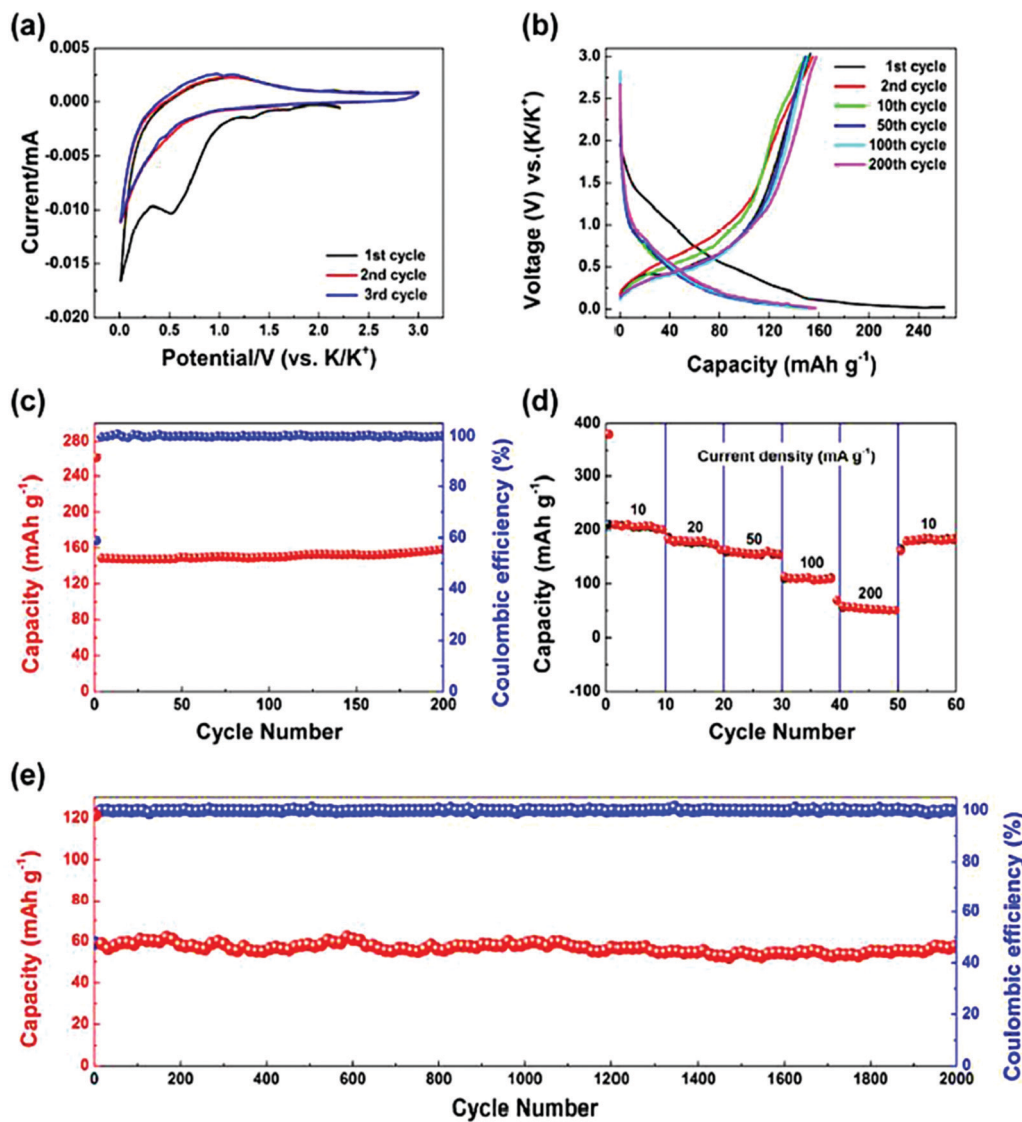 (a)
0.005
0.000
-0.005
-0.010
-0.015
-0.020
Current/mA
1st cycle
2nd cycle
3rd cycle
0.0 0.5 1.0 1.5 2.0 2.5 3.0
Potential/V (vs. K/K⁺)
(b)
3.0
2.5
2.0
1.5
1.0
0.5
0.0
Voltage (V) vs.(K/K⁺)
1st cycle
2nd cycle
10th cycle
50th cycle
100th cycle
200th cycle
0 40 80 120 160 200 240
Capacity (mAh g⁻¹)
(c)
280
240
200
160
120
80
40
0
Capacity (mAh g⁻¹)
100
80
60
40
20
0
Coulombic efficiency (%)
0 50 100 150 200
Cycle Number
(d)
400
300
200
100
0
-100
Capacity (mAh g⁻¹)
Current density (mA g⁻¹)
10 20 50 100 200 10
0 10 20 30 40 50 60
Cycle Number
(e)
120
100
80
60
40
20
0
Capacity (mAh g⁻¹)
100
80
60
40
20
0
Coulombic efficiency (%)
0 200 400 600 800 1000 1200 1400 1600 1800 2000
Cycle Number